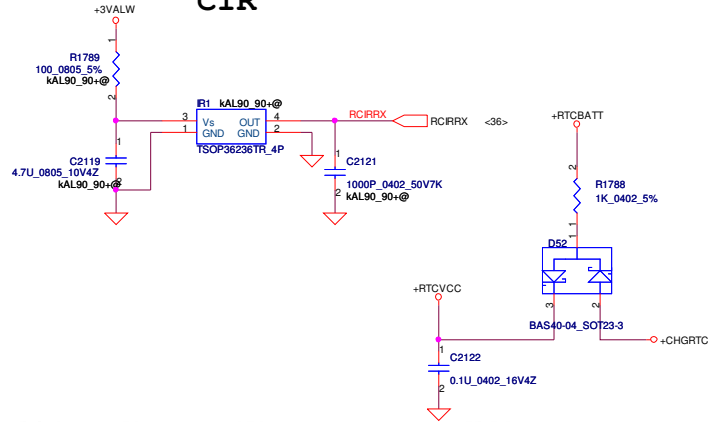 CIR
+3VALW
1
R1789
100_0805_5%
kAL90_90+@
2
IR1 kAL90_90+@
3 Vs OUT 4
1 GND GND 2
TSOP36236TR_4P
RCIRRX
RCIRRX <36>
1
C2119
4.7U_0805_10V4Z
kAL90_90+@
2
1
C2121
1000P_0402_50V7K
2
kAL90_90+@
+RTCBATT
2
R1788
1K_0402_5%
1
1
D52
3
2
BAS40-04_SOT23-3
+RTCVCC
+CHGRTC
1
C2122
0.1U_0402_16V4Z
2